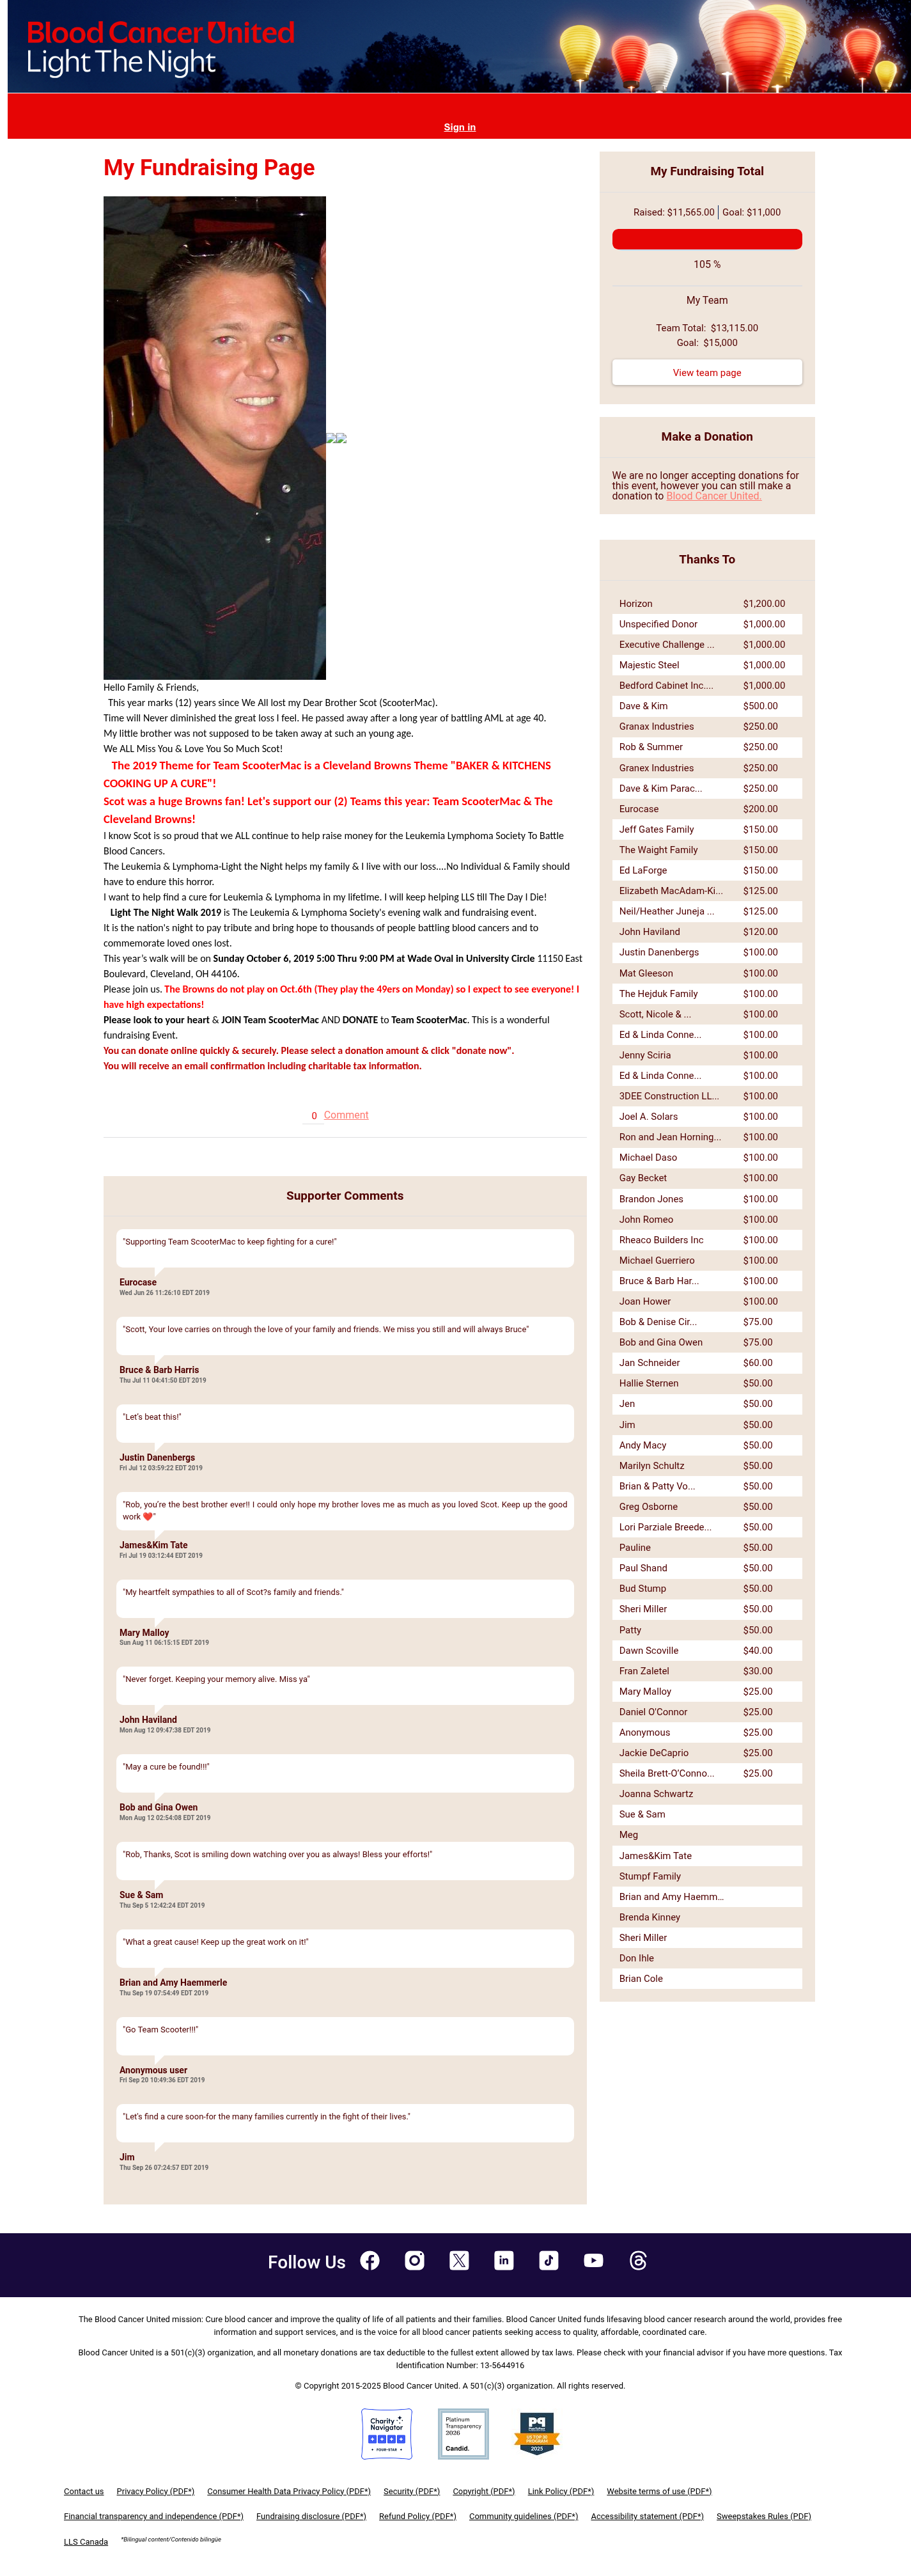 Blood Cancer United
Light The Night
Sign in
My Fundraising Page
Hello Family & Friends,
This year marks (12) years since We All lost my Dear Brother Scot (ScooterMac).
Time will Never diminished the great loss I feel. He passed away after a long year of battling AML at age 40.
My little brother was not supposed to be taken away at such an young age.
We ALL Miss You & Love You So Much Scot!
The 2019 Theme for Team ScooterMac is a Cleveland Browns Theme "BAKER & KITCHENS
COOKING UP A CURE"!
Scot was a huge Browns fan! Let's support our (2) Teams this year: Team ScooterMac & The
Cleveland Browns!
I know Scot is so proud that we ALL continue to help raise money for the Leukemia Lymphoma Society To Battle
Blood Cancers.
The Leukemia & Lymphoma-Light the Night helps my family & I live with our loss....No Individual & Family should
have to endure this horror.
I want to help find a cure for Leukemia & Lymphoma in my lifetime. I will keep helping LLS till The Day I Die!
Light The Night Walk 2019 is The Leukemia & Lymphoma Society's evening walk and fundraising event.
It is the nation's night to pay tribute and bring hope to thousands of people battling blood cancers and to
commemorate loved ones lost.
This year's walk will be on Sunday October 6, 2019 5:00 Thru 9:00 PM at Wade Oval in University Circle 11150 East
Boulevard, Cleveland, OH 44106.
Please join us. The Browns do not play on Oct.6th (They play the 49ers on Monday) so I expect to see everyone! I
have high expectations!
Please look to your heart & JOIN Team ScooterMac AND DONATE to Team ScooterMac. This is a wonderful
fundraising Event.
You can donate online quickly & securely. Please select a donation amount & click "donate now".
You will receive an email confirmation including charitable tax information.
0 Comment
Supporter Comments
"Supporting Team ScooterMac to keep fighting for a cure!"
Eurocase
Wed Jun 26 11:26:10 EDT 2019
"Scott, Your love carries on through the love of your family and friends. We miss you still and will always Bruce"
Bruce & Barb Harris
Thu Jul 11 04:41:50 EDT 2019
"Let's beat this!"
Justin Danenbergs
Fri Jul 12 03:59:22 EDT 2019
"Rob, you're the best brother ever!! I could only hope my brother loves me as much as you loved Scot. Keep up the good
work ❤️"
James&Kim Tate
Fri Jul 19 03:12:44 EDT 2019
"My heartfelt sympathies to all of Scot?s family and friends."
Mary Malloy
Sun Aug 11 06:15:15 EDT 2019
"Never forget. Keeping your memory alive. Miss ya"
John Haviland
Mon Aug 12 09:47:38 EDT 2019
"May a cure be found!!!"
Bob and Gina Owen
Mon Aug 12 02:54:08 EDT 2019
"Rob, Thanks, Scot is smiling down watching over you as always! Bless your efforts!"
Sue & Sam
Thu Sep 5 12:42:24 EDT 2019
"What a great cause! Keep up the great work on it!"
Brian and Amy Haemmerle
Thu Sep 19 07:54:49 EDT 2019
"Go Team Scooter!!!"
Anonymous user
Fri Sep 20 10:49:36 EDT 2019
"Let's find a cure soon-for the many families currently in the fight of their lives."
Jim
Thu Sep 26 07:24:57 EDT 2019
My Fundraising Total
Raised: $11,565.00 Goal: $11,000
105 %
My Team
Team Total: $13,115.00
Goal: $15,000
View team page
Make a Donation
We are no longer accepting donations for
this event, however you can still make a
donation to Blood Cancer United.
Thanks To
Horizon $1,200.00
Unspecified Donor $1,000.00
Executive Challenge ... $1,000.00
Majestic Steel $1,000.00
Bedford Cabinet Inc.... $1,000.00
Dave & Kim $500.00
Granax Industries $250.00
Rob & Summer $250.00
Granex Industries $250.00
Dave & Kim Parac... $250.00
Eurocase $200.00
Jeff Gates Family $150.00
The Waight Family $150.00
Ed LaForge $150.00
Elizabeth MacAdam-Ki... $125.00
Neil/Heather Juneja ... $125.00
John Haviland $120.00
Justin Danenbergs $100.00
Mat Gleeson $100.00
The Hejduk Family $100.00
Scott, Nicole & ... $100.00
Ed & Linda Conne... $100.00
Jenny Sciria $100.00
Ed & Linda Conne... $100.00
3DEE Construction LL... $100.00
Joel A. Solars $100.00
Ron and Jean Horning... $100.00
Michael Daso $100.00
Gay Becket $100.00
Brandon Jones $100.00
John Romeo $100.00
Rheaco Builders Inc $100.00
Michael Guerriero $100.00
Bruce & Barb Har... $100.00
Joan Hower $100.00
Bob & Denise Cir... $75.00
Bob and Gina Owen $75.00
Jan Schneider $60.00
Hallie Sternen $50.00
Jen $50.00
Jim $50.00
Andy Macy $50.00
Marilyn Schultz $50.00
Brian & Patty Vo... $50.00
Greg Osborne $50.00
Lori Parziale Breede... $50.00
Pauline $50.00
Paul Shand $50.00
Bud Stump $50.00
Sheri Miller $50.00
Patty $50.00
Dawn Scoville $40.00
Fran Zaletel $30.00
Mary Malloy $25.00
Daniel O'Connor $25.00
Anonymous $25.00
Jackie DeCaprio $25.00
Sheila Brett-O'Conno... $25.00
Joanna Schwartz
Sue & Sam
Meg
James&Kim Tate
Stumpf Family
Brian and Amy Haemm...
Brenda Kinney
Sheri Miller
Don Ihle
Brian Cole
Follow Us
The Blood Cancer United mission: Cure blood cancer and improve the quality of life of all patients and their families. Blood Cancer United funds lifesaving blood cancer research around the world, provides free
information and support services, and is the voice for all blood cancer patients seeking access to quality, affordable, coordinated care.
Blood Cancer United is a 501(c)(3) organization, and all monetary donations are tax deductible to the fullest extent allowed by tax laws. Please check with your financial advisor if you have more questions. Tax
Identification Number: 13-5644916
© Copyright 2015-2025 Blood Cancer United. A 501(c)(3) organization. All rights reserved.
Charity
Navigator
FOUR-STAR
Platinum
Transparency
2026
Candid.
PQ
US TOP 30
PROGRAM
2025
Contact us Privacy Policy (PDF*) Consumer Health Data Privacy Policy (PDF*) Security (PDF*) Copyright (PDF*) Link Policy (PDF*) Website terms of use (PDF*)
Financial transparency and independence (PDF*) Fundraising disclosure (PDF*) Refund Policy (PDF*) Community guidelines (PDF*) Accessibility statement (PDF*) Sweepstakes Rules (PDF)
LLS Canada *Bilingual content/Contenido bilingüe